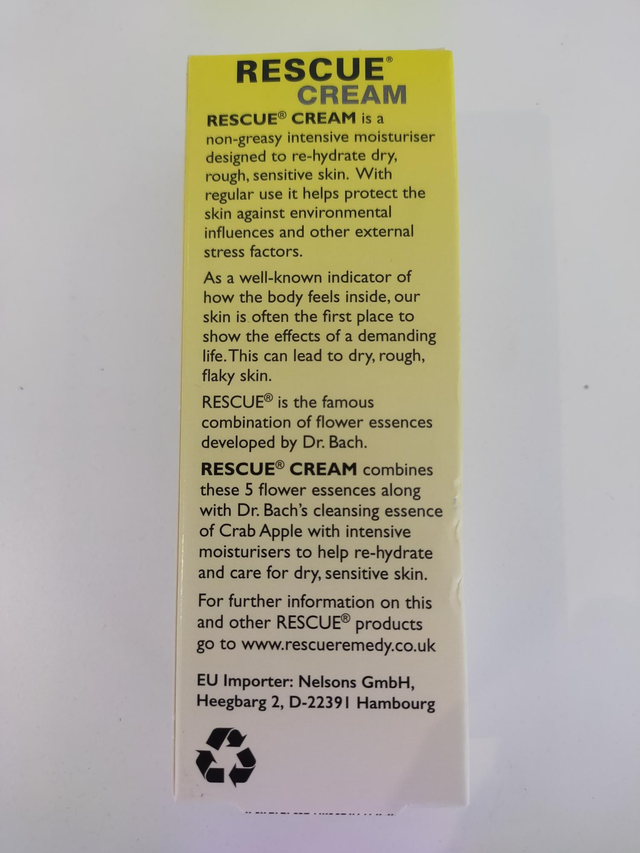 RESCUE®
CREAM
RESCUE® CREAM is a
non-greasy intensive moisturiser
designed to re-hydrate dry,
rough, sensitive skin. With
regular use it helps protect the
skin against environmental
influences and other external
stress factors.
As a well-known indicator of
how the body feels inside, our
skin is often the first place to
show the effects of a demanding
life. This can lead to dry, rough,
flaky skin.
RESCUE® is the famous
combination of flower essences
developed by Dr. Bach.
RESCUE® CREAM combines
these 5 flower essences along
with Dr. Bach's cleansing essence
of Crab Apple with intensive
moisturisers to help re-hydrate
and care for dry, sensitive skin.
For further information on this
and other RESCUE® products
go to www.rescueremedy.co.uk
EU Importer: Nelsons GmbH,
Heegbarg 2, D-22391 Hambourg